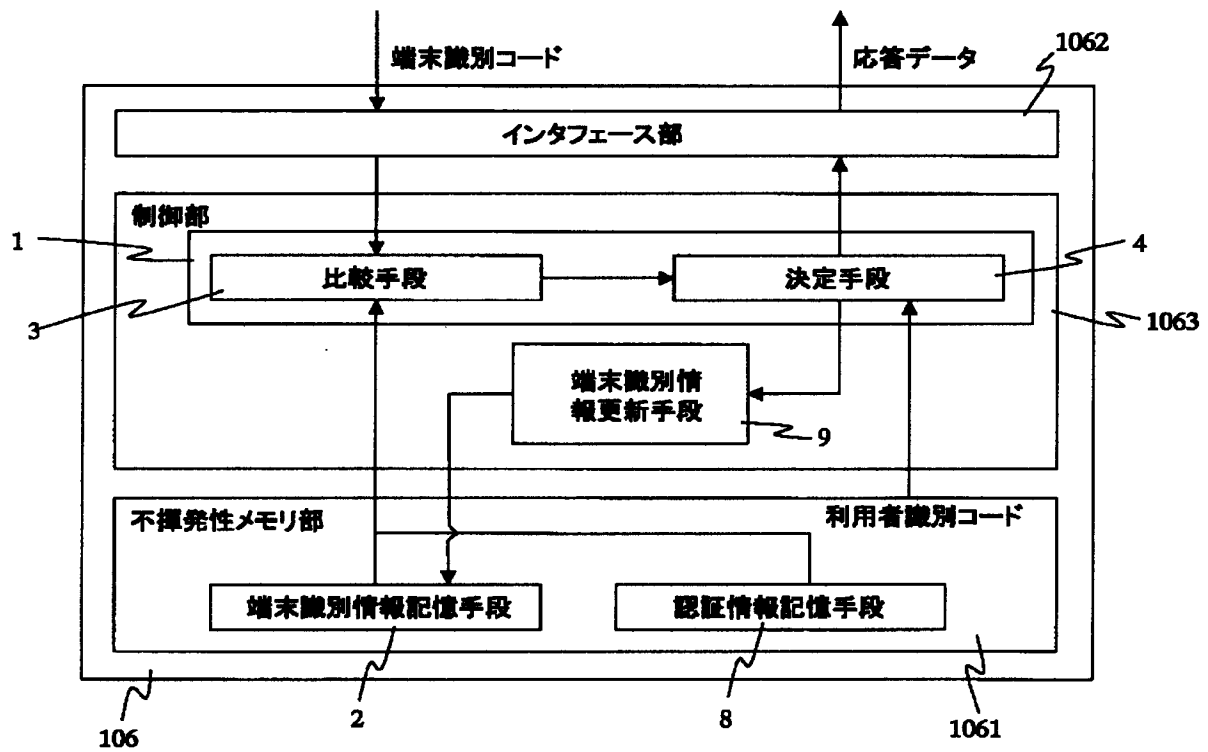 端末識別コード
応答データ
1062
インタフェース部
制御部
1
比較手段
決定手段
4
3
1063
端末識別情
報更新手段
9
不揮発性メモリ部
利用者識別コード
端末識別情報記憶手段
認証情報記憶手段
106
2
8
1061